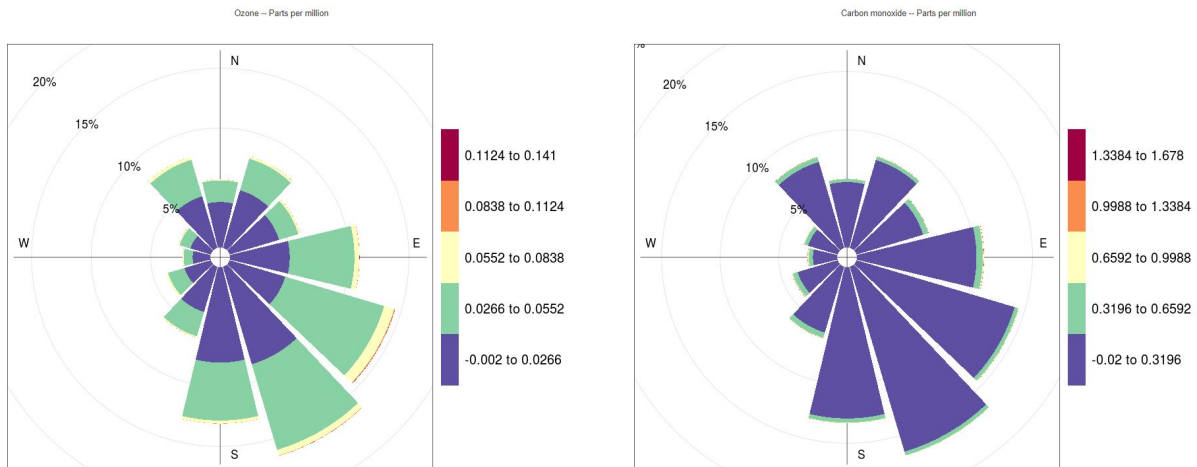 Ozone -- Parts per million
N
20%
15%
10%
5%
W
E
S
0.1124 to 0.141
0.0838 to 0.1124
0.0552 to 0.0838
0.0266 to 0.0552
-0.002 to 0.0266
Carbon monoxide -- Parts per million
%
N
20%
15%
10%
5%
W
E
S
1.3384 to 1.678
0.9988 to 1.3384
0.6592 to 0.9988
0.3196 to 0.6592
-0.02 to 0.3196